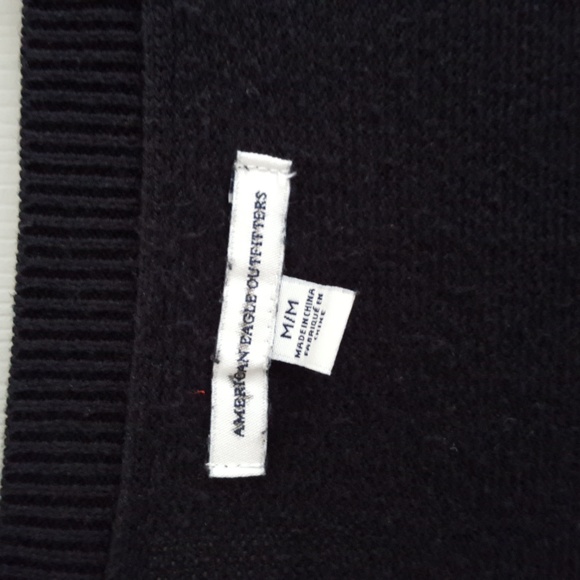 AMERICAN EAGLE OUTFITTERS
M/M
MADE IN CHINA
FABRIQUÉ EN
CHINE